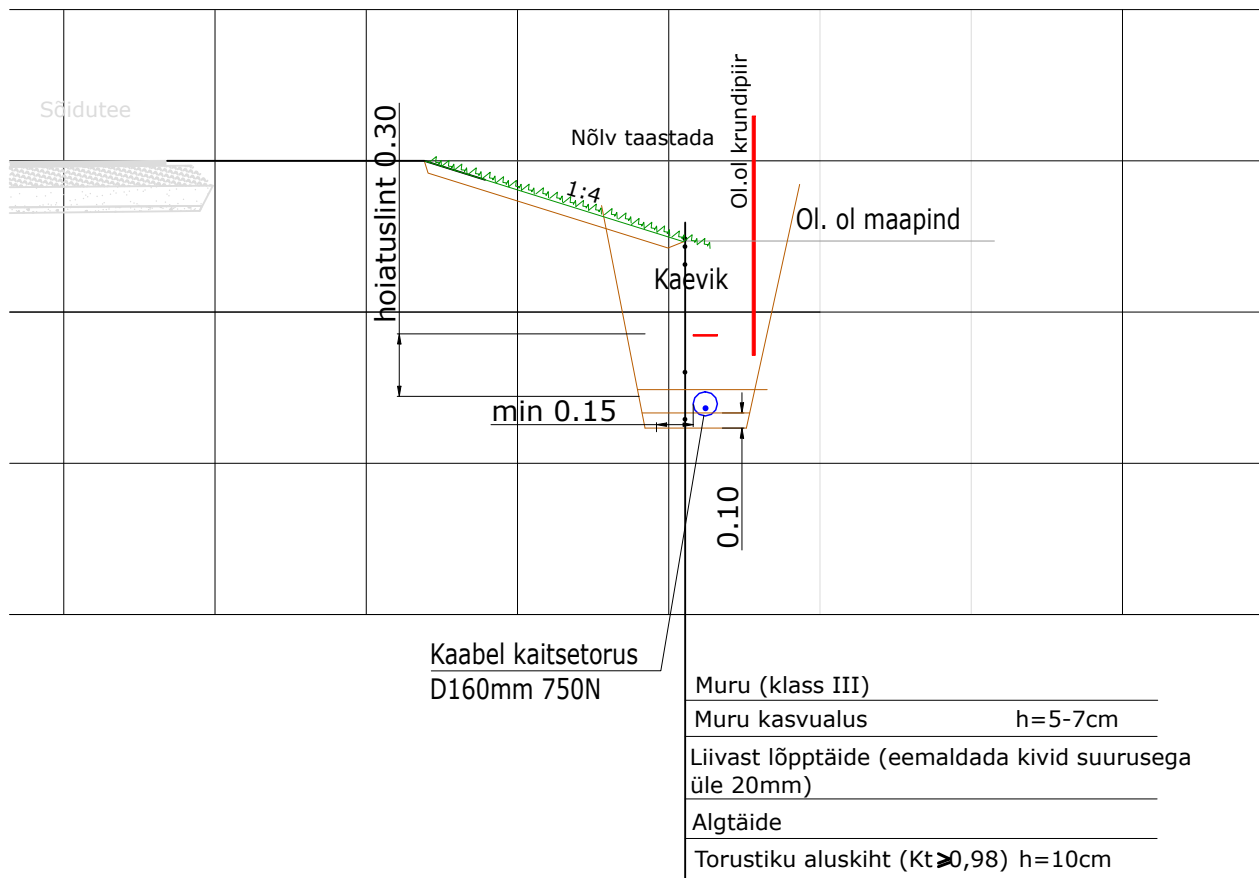 Sõidutee
hoiatuslint 0.30
Nõlv taastada
Ol.ol krundipiir
1:4
Ol. ol maapind
Kaevik
min 0.15
0.10
Kaabel kaitsetorus
D160mm 750N
Muru (klass III)
Muru kasvualus h=5-7cm
Liivast lõpptäide (eemaldada kivid suurusega
üle 20mm)
Algtäide
Torustiku aluskiht (Kt≥0,98) h=10cm